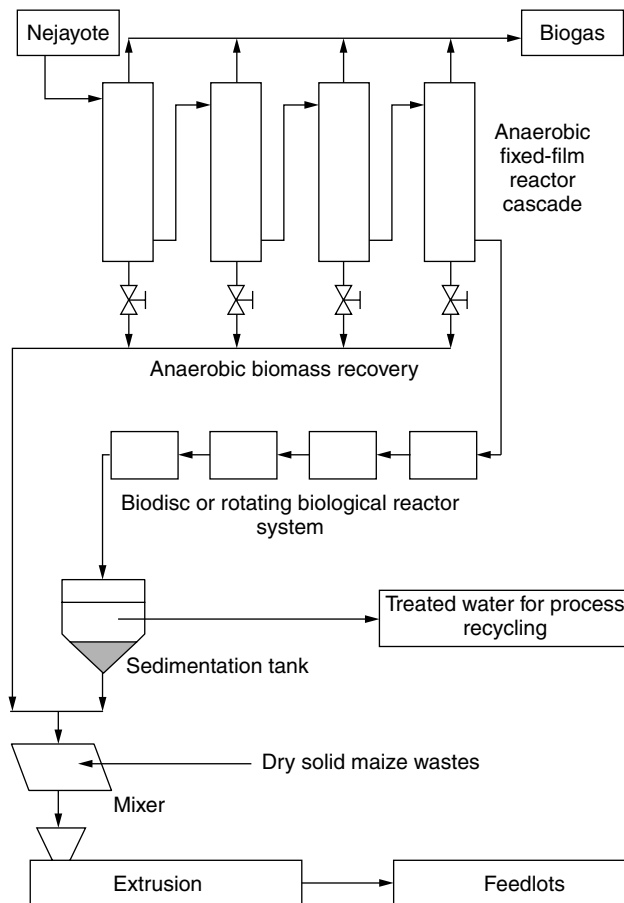 Nejayote
Biogas
Anaerobic
fixed-film
reactor
cascade
Anaerobic biomass recovery
Biodisc or rotating biological reactor
system
Treated water for process
recycling
Sedimentation tank
Dry solid maize wastes
Mixer
Extrusion
Feedlots